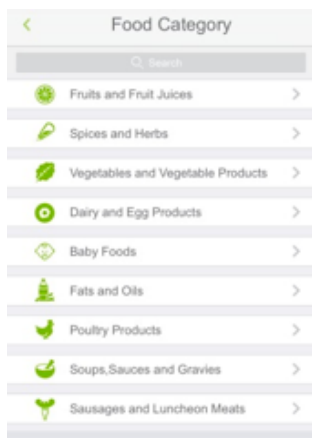 Food Category
Search
Fruits and Fruit Juices
Spices and Herbs
Vegetables and Vegetable Products
Dairy and Egg Products
Baby Foods
Fats and Oils
Poultry Products
Soups,Sauces and Gravies
Sausages and Luncheon Meats